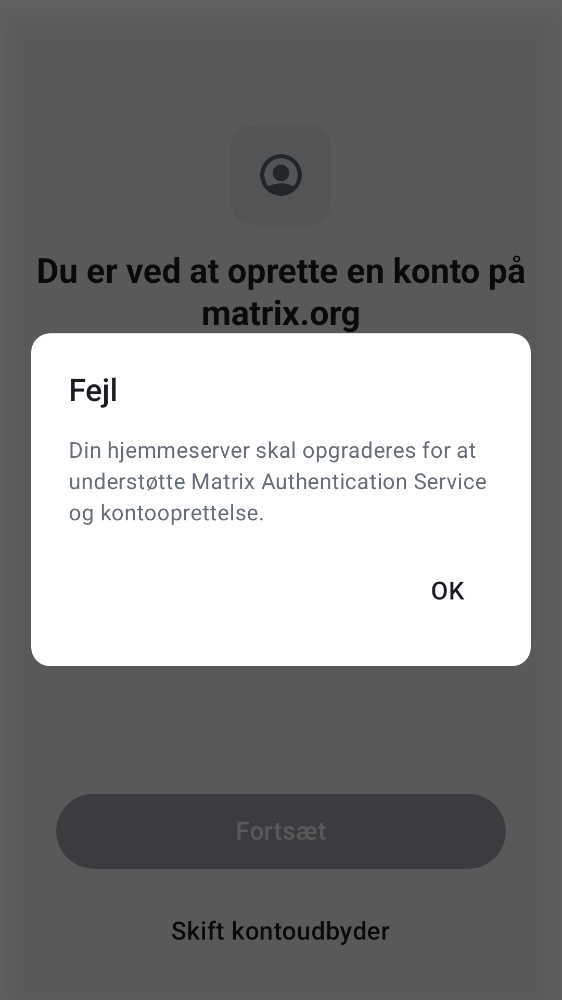 Du er ved at oprette en konto på
matrix.org
Fejl
Din hjemmeserver skal opgraderes for at
understøtte Matrix Authentication Service
og kontooprettelse.
OK
Fortsæt
Skift kontoudbyder